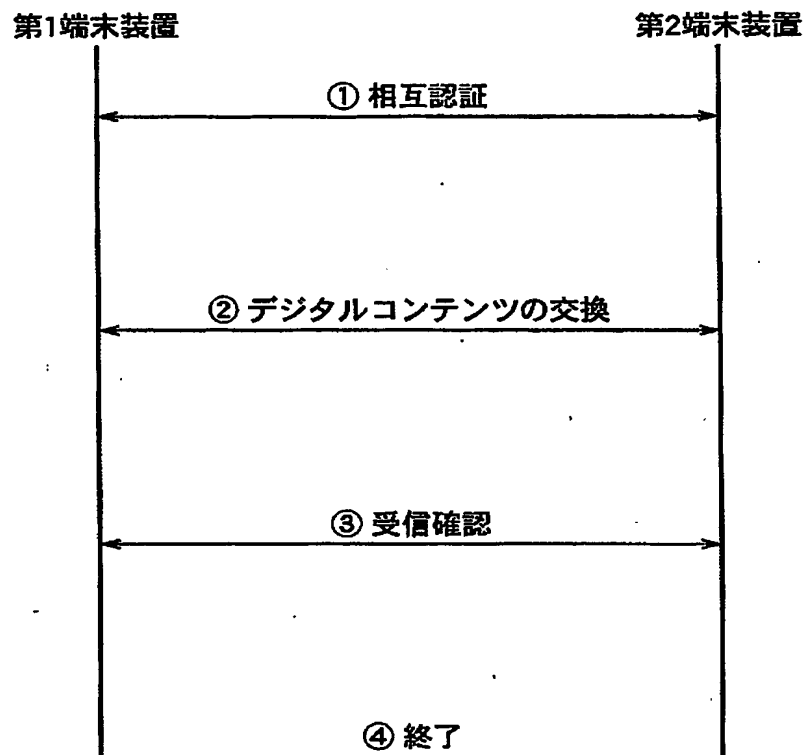 第1端末装置
第2端末装置
① 相互認証
② デジタルコンテンツの交換
③ 受信確認
④ 終了